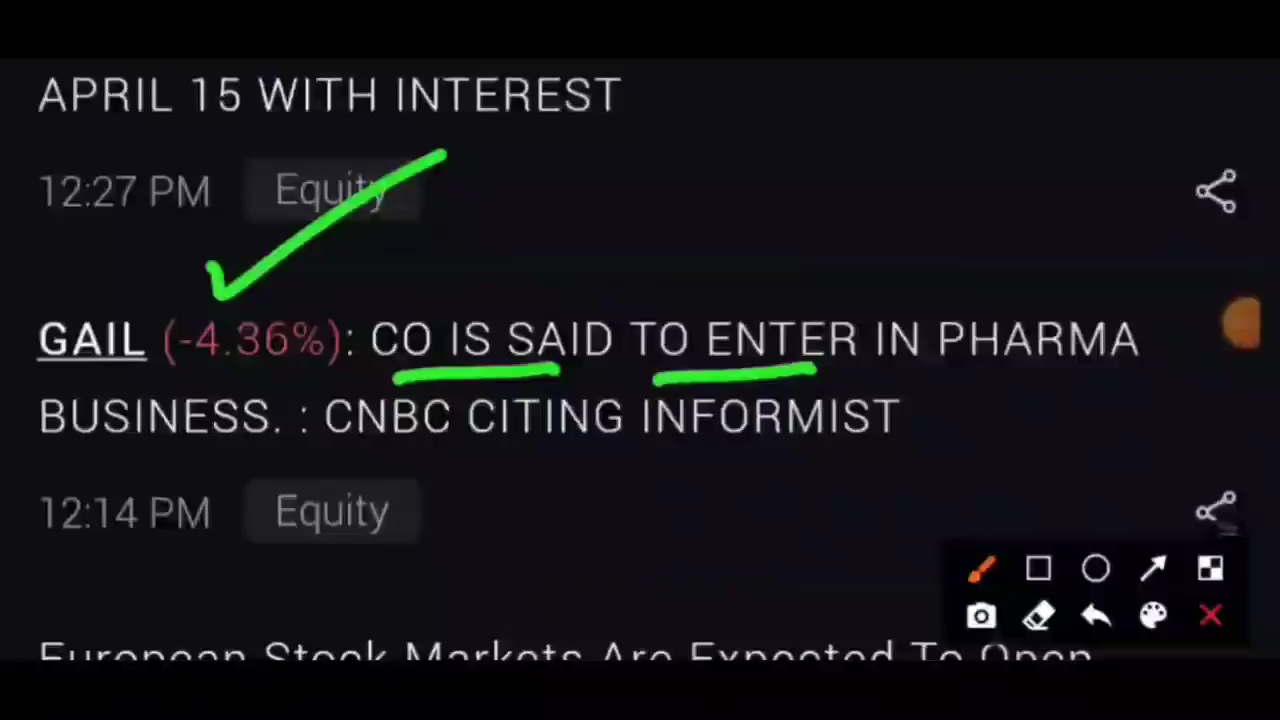 APRIL 15 WITH INTEREST
12:27 PM Equity
GAIL (-4.36%): CO IS SAID TO ENTER IN PHARMA
BUSINESS. : CNBC CITING INFORMIST
12:14 PM Equity
European Stock Markets Are Expected To Open